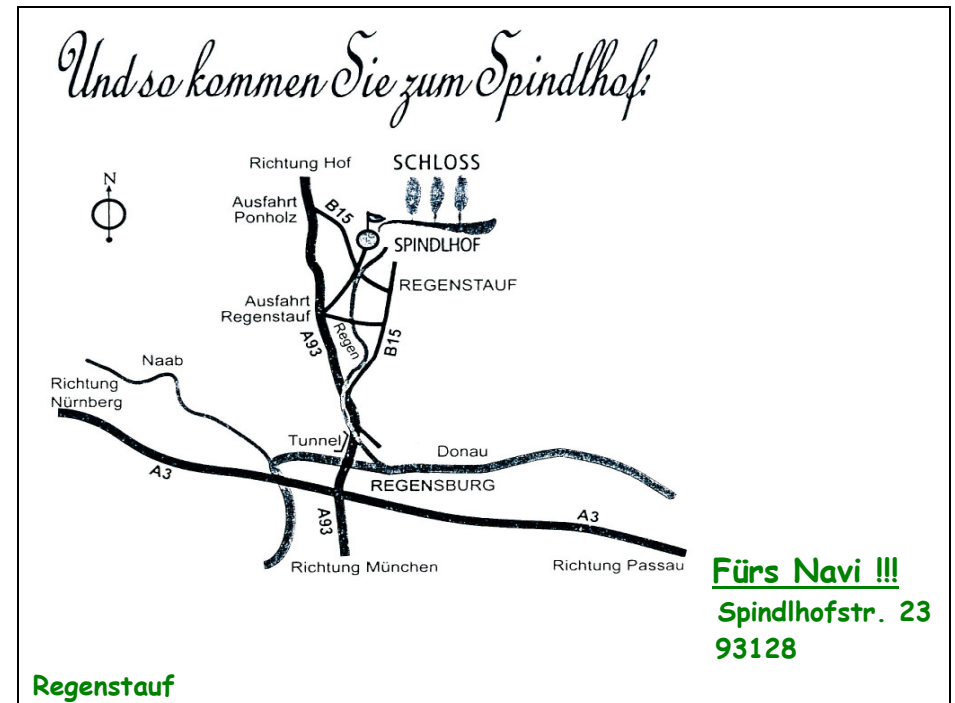 Und so kommen Sie zum Spindlhof:
N
Richtung Hof
SCHLOSS
Ausfahrt
Ponholz
B15
SPINDLHOF
REGENSTAUF
Ausfahrt
Regenstauf
A93
Regen
B15
Naab
Richtung
Nürnberg
Tunnel
Donau
A3
REGENSBURG
A93
A3
Richtung München
Richtung Passau
Fürs Navi !!!
Spindlhofstr. 23
93128
Regenstauf